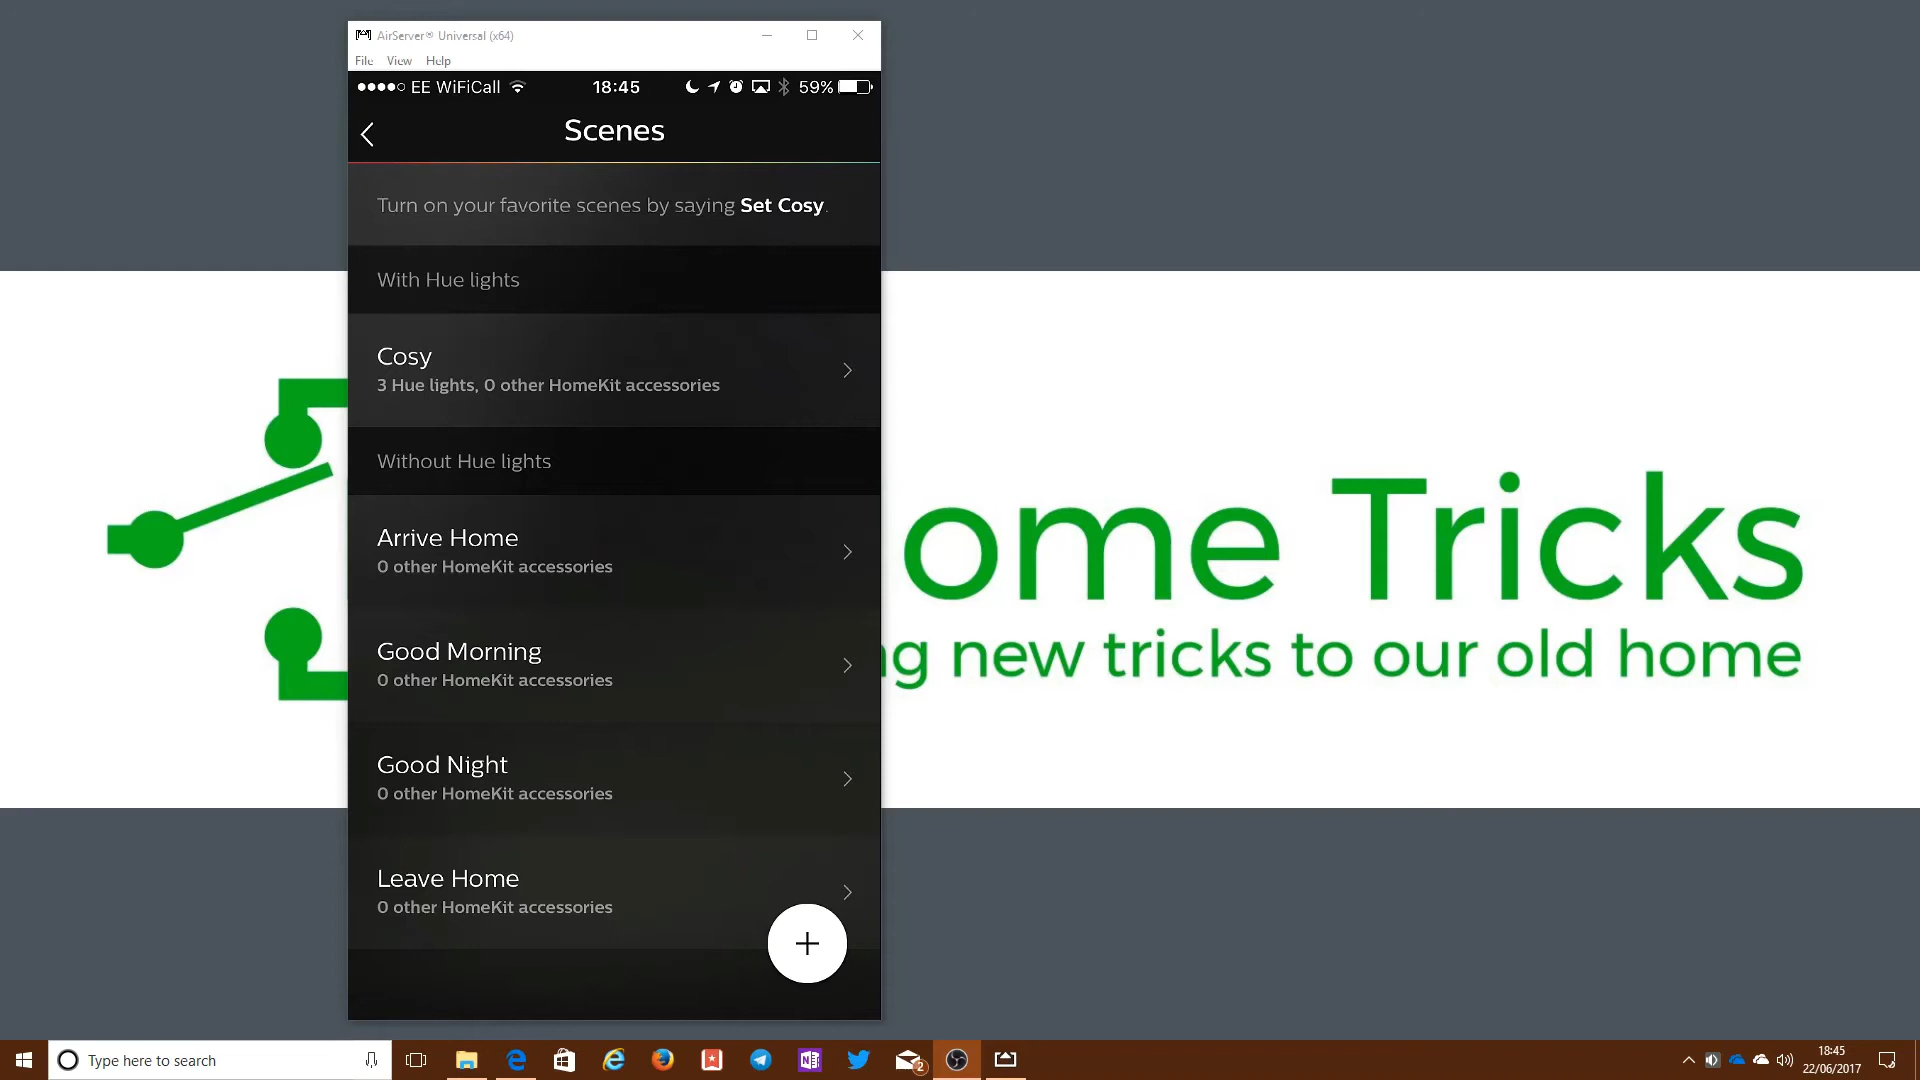 AirServer® Universal (x64)
File View Help
EE WiFiCall 18:45 59%
Scenes
Turn on your favorite scenes by saying Set Cosy.
With Hue lights
Cosy
3 Hue lights, 0 other HomeKit accessories
Without Hue lights
Arrive Home
0 other HomeKit accessories
Good Morning
0 other HomeKit accessories
Good Night
0 other HomeKit accessories
Leave Home
0 other HomeKit accessories
+
ome Tricks
ng new tricks to our old home
Type here to search
2
18:45
22/06/2017